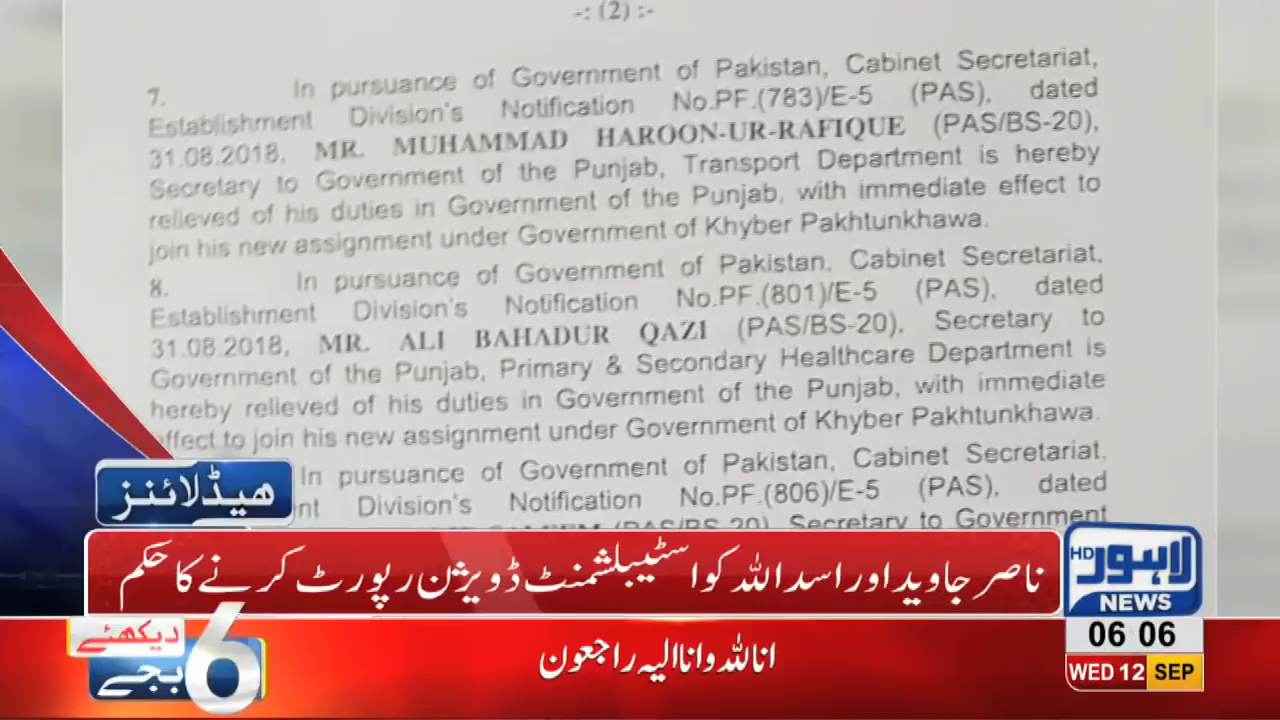 -: (2) :-
7. In pursuance of Government of Pakistan, Cabinet Secretariat,
Establishment Division's Notification No.PF.(783)/E-5 (PAS), dated
31.08.2018, MR. MUHAMMAD HAROON-UR-RAFIQUE (PAS/BS-20),
Secretary to Government of the Punjab, Transport Department is hereby
relieved of his duties in Government of the Punjab, with immediate effect to
join his new assignment under Government of Khyber Pakhtunkhawa.
8. In pursuance of Government of Pakistan, Cabinet Secretariat,
Establishment Division's Notification No.PF.(801)/E-5 (PAS), dated
31.08.2018, MR. ALI BAHADUR QAZI (PAS/BS-20), Secretary to
Government of the Punjab, Primary & Secondary Healthcare Department is
hereby relieved of his duties in Government of the Punjab, with immediate
effect to join his new assignment under Government of Khyber Pakhtunkhawa.
In pursuance of Government of Pakistan, Cabinet Secretariat,
Division's Notification No.PF.(806)/E-5 (PAS), dated
(PAS/BS-20), Secretary to Government
ھیڈلائنز
ناصر جاوید اور اسد اللہ کو اسٹیبلشمنٹ ڈویژن رپورٹ کرنے کا حکم
لاہور HD
NEWS
06 06
WED 12 SEP
دیکھئے
6 بجے
انا للہ وانا الیہ راجعون